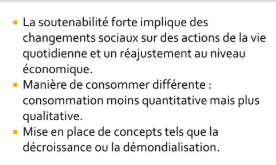 ▪ La soutenabilité forte implique des
changements sociaux sur des actions de la vie
quotidienne et un réajustement au niveau
économique.
▪ Manière de consommer différente :
consommation moins quantitative mais plus
qualitative.
▪ Mise en place de concepts tels que la
décroissance ou la démondialisation.